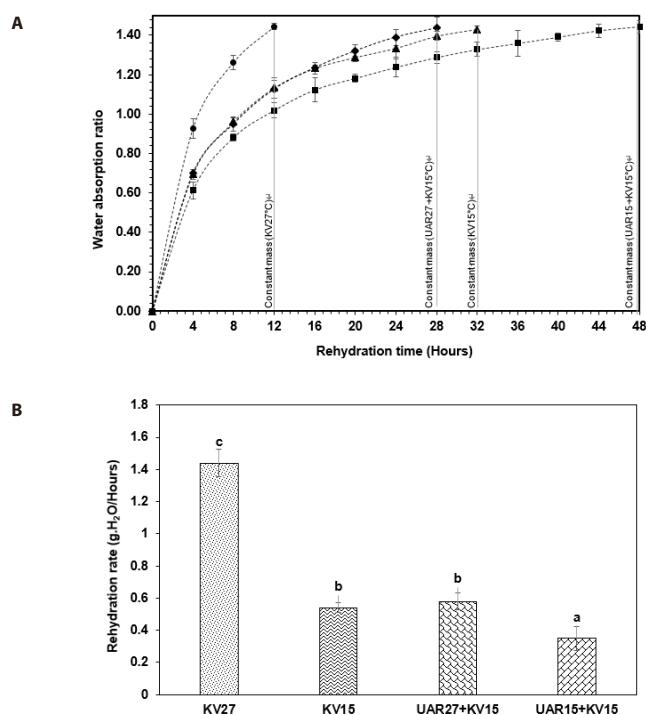 A
Water absorption ratio
1.40
1.20
1.00
0.80
0.60
0.40
0.20
0.00
Constant mass (KV27°C)
Constant mass (UAR27+KV15°C)
Constant mass (KV15°C)
Constant mass (UAR15+KV15°C)
0 4 8 12 16 20 24 28 32 36 40 44 48
Rehydration time (Hours)
B
Rehydration rate (g.H₂O/Hours)
1.8
1.6
1.4
1.2
1
0.8
0.6
0.4
0.2
0
c
b
b
a
KV27 KV15 UAR27+KV15 UAR15+KV15